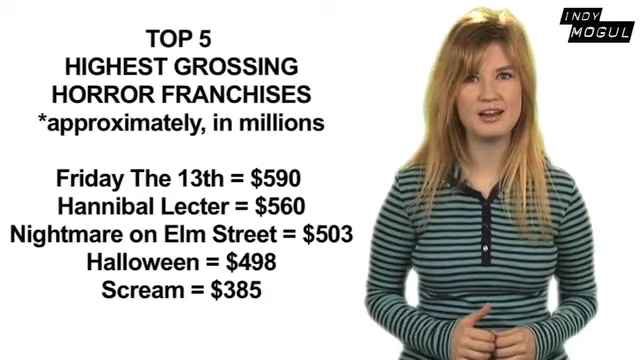 INDY
MOGUL
TOP 5
HIGHEST GROSSING
HORROR FRANCHISES
*approximately, in millions
Friday The 13th = $590
Hannibal Lecter = $560
Nightmare on Elm Street = $503
Halloween = $498
Scream = $385